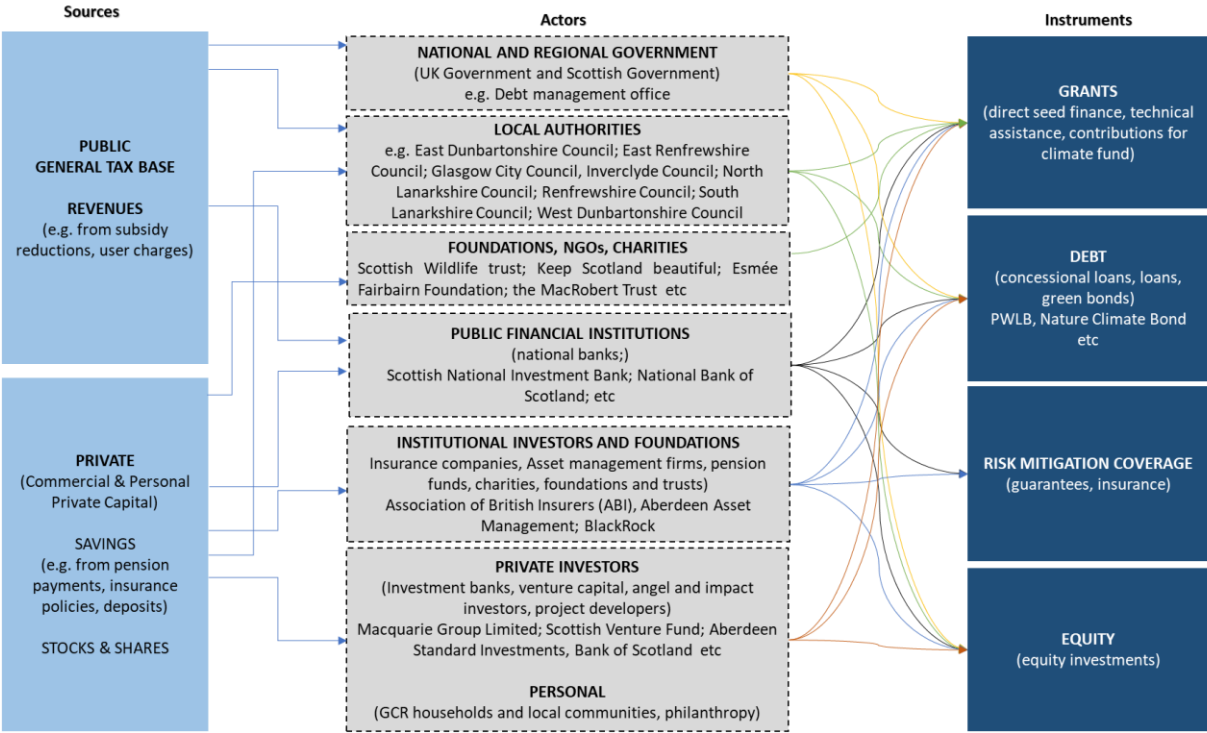 Sources
Actors
Instruments
PUBLIC
GENERAL TAX BASE
REVENUES
(e.g. from subsidy
reductions, user charges)
PRIVATE
(Commercial & Personal
Private Capital)
SAVINGS
(e.g. from pension
payments, insurance
policies, deposits)
STOCKS & SHARES
NATIONAL AND REGIONAL GOVERNMENT
(UK Government and Scottish Government)
e.g. Debt management office
LOCAL AUTHORITIES
e.g. East Dunbartonshire Council; East Renfrewshire
Council; Glasgow City Council, Inverclyde Council; North
Lanarkshire Council; Renfrewshire Council; South
Lanarkshire Council; West Dunbartonshire Council
FOUNDATIONS, NGOs, CHARITIES
Scottish Wildlife trust; Keep Scotland beautiful; Esmée
Fairbairn Foundation; the MacRobert Trust etc
PUBLIC FINANCIAL INSTITUTIONS
(national banks;)
Scottish National Investment Bank; National Bank of
Scotland; etc
INSTITUTIONAL INVESTORS AND FOUNDATIONS
Insurance companies, Asset management firms, pension
funds, charities, foundations and trusts)
Association of British Insurers (ABI), Aberdeen Asset
Management; BlackRock
PRIVATE INVESTORS
(Investment banks, venture capital, angel and impact
investors, project developers)
Macquarie Group Limited; Scottish Venture Fund; Aberdeen
Standard Investments, Bank of Scotland etc
PERSONAL
(GCR households and local communities, philanthropy)
GRANTS
(direct seed finance, technical
assistance, contributions for
climate fund)
DEBT
(concessional loans, loans,
green bonds)
PWLB, Nature Climate Bond
etc
RISK MITIGATION COVERAGE
(guarantees, insurance)
EQUITY
(equity investments)